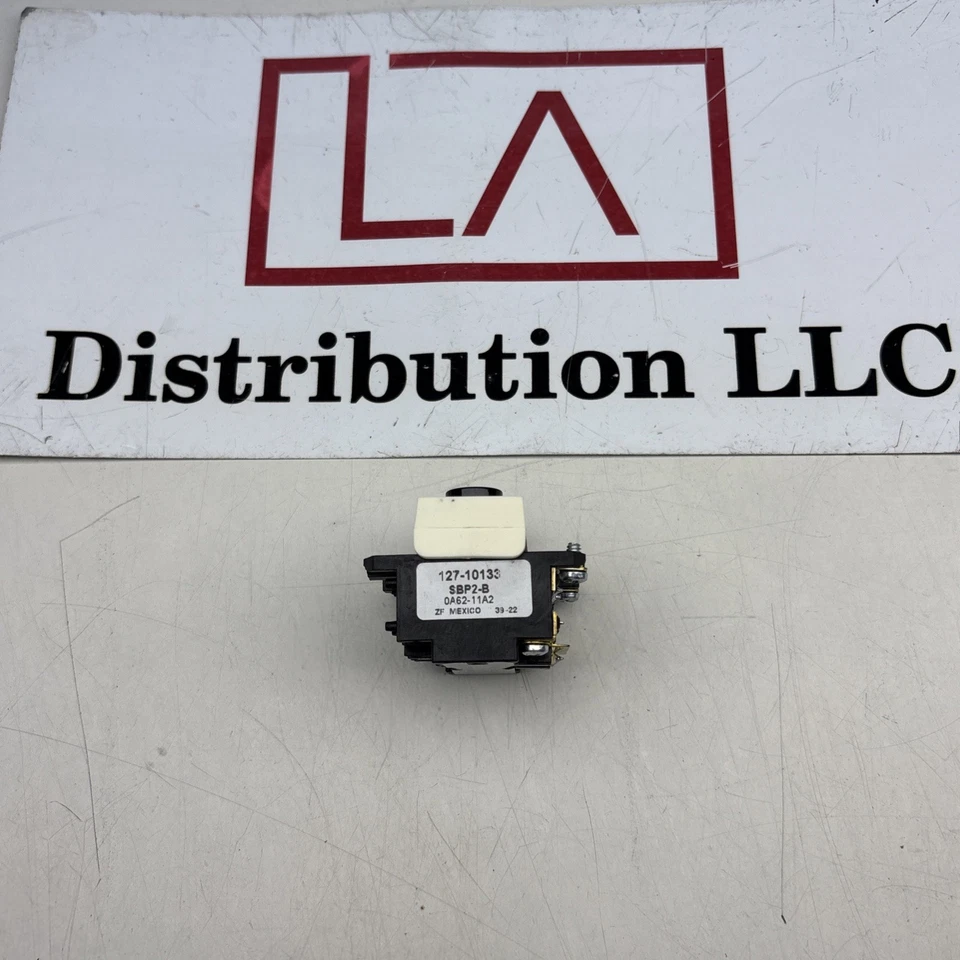 LA
Distribution LLC
127-10133
SBP2-B
0A62-11A2
ZF MEXICO 39-22